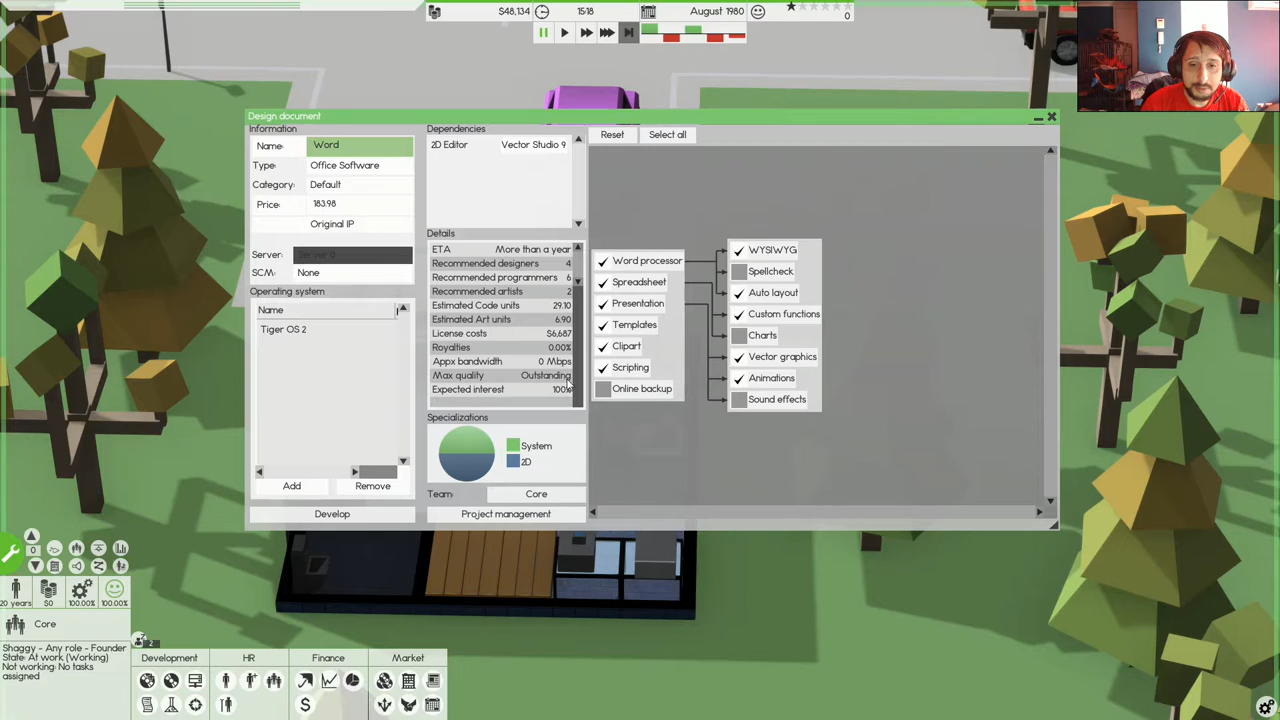 $48,134
15:18
August 1980
0
Design document
Information
Name: Word
Type: Office Software
Category: Default
Price: 183.98
Original IP
Server: Server 0
SCM: None
Operating system
Name
Tiger OS 2
Add Remove
Develop
Dependencies
2D Editor Vector Studio 9
Details
ETA More than a year
Recommended designers 4
Recommended programmers 6
Recommended artists 2
Estimated Code units 29.10
Estimated Art units 6.90
License costs $6,687
Royalties 0.00%
Appx bandwidth 0 Mbps
Max quality Outstanding
Expected interest 100%
Specializations
System
2D
Team: Core
Project management
Reset Select all
Word processor
Spreadsheet
Presentation
Templates
Clipart
Scripting
Online backup
WYSIWYG
Spellcheck
Auto layout
Custom functions
Charts
Vector graphics
Animations
Sound effects
0
20 years $0 100.00% 100.00%
Core
Shaggy - Any role - Founder
State: At work (Working)
Not working: No tasks
assigned
2
Development HR Finance Market